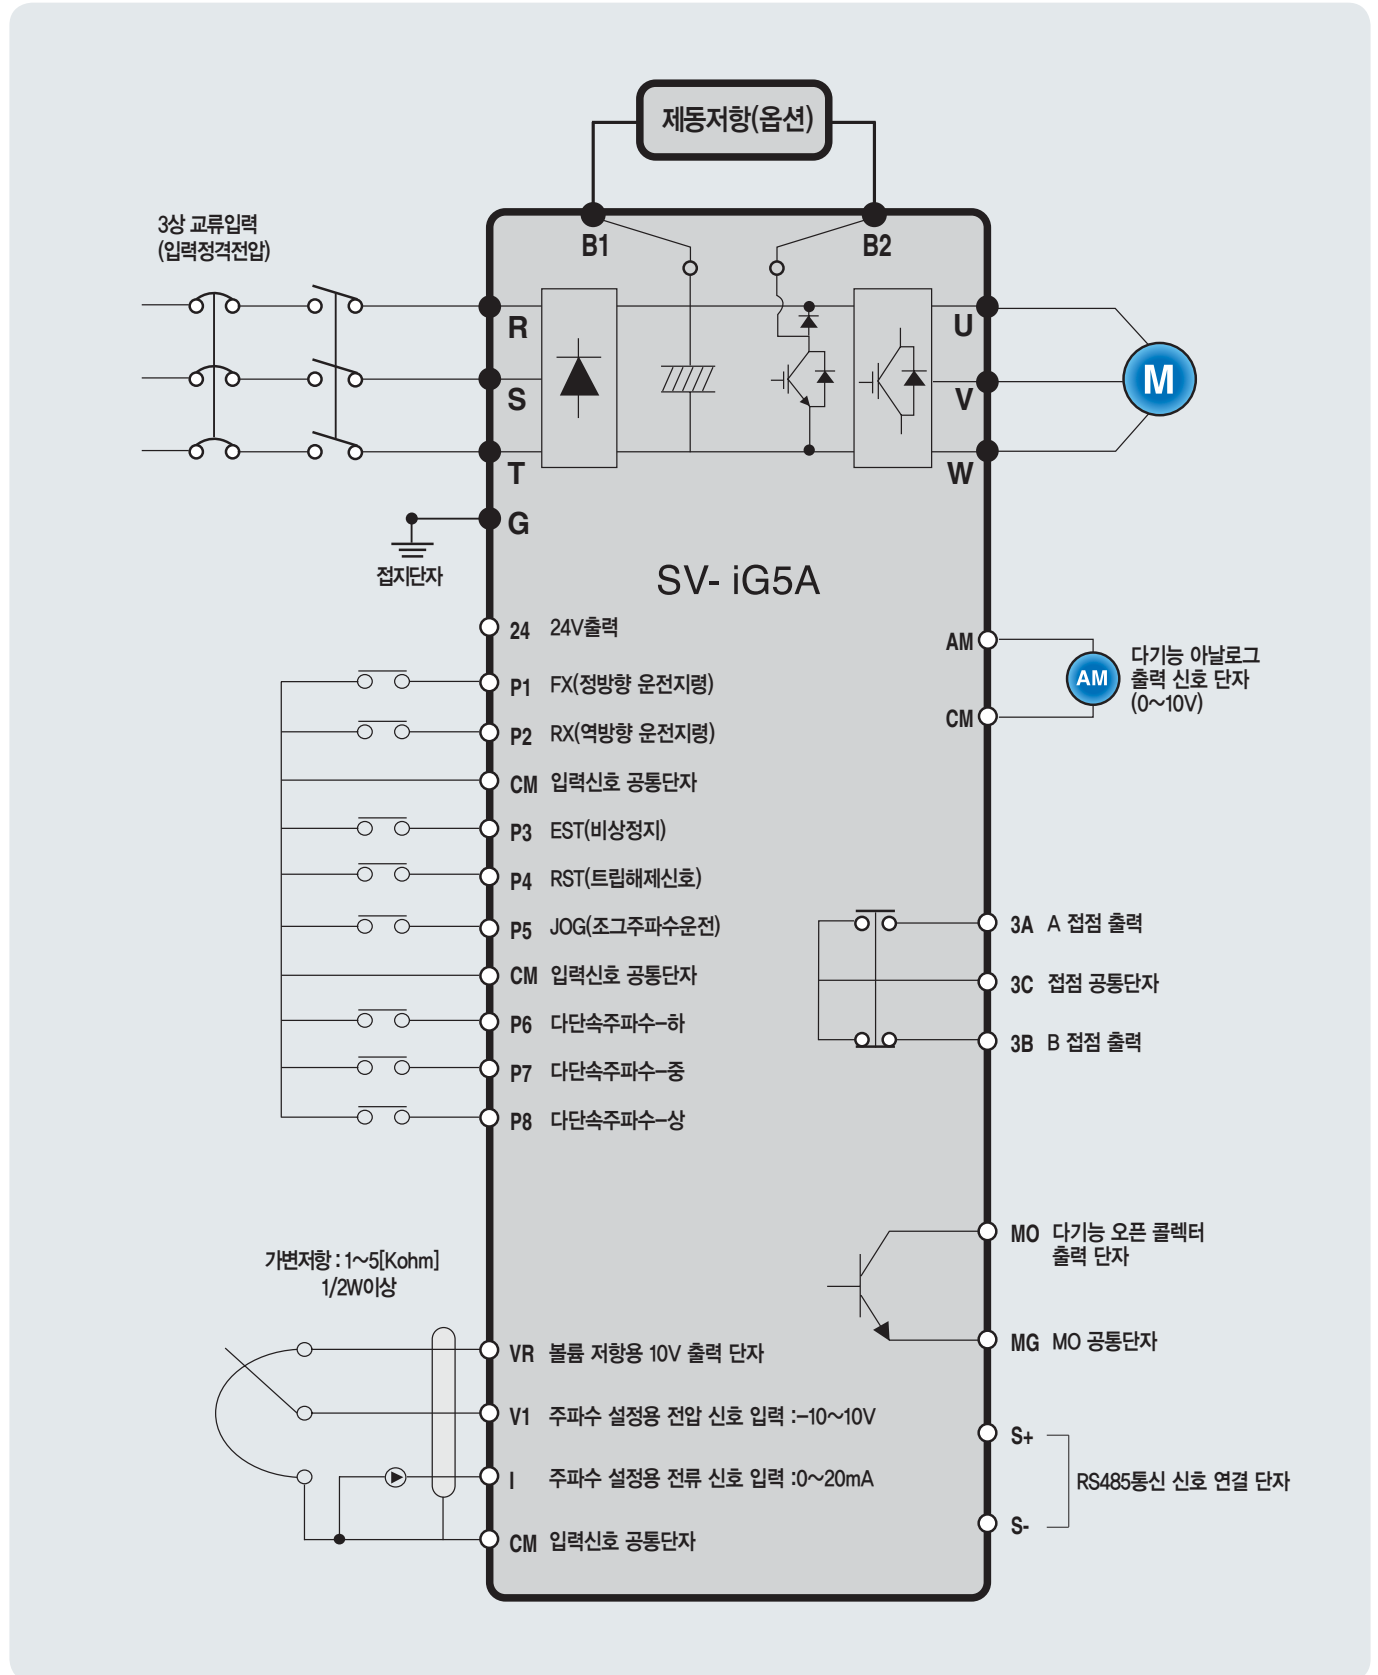 제동저항(옵션)
3상 교류입력
(입력정격전압)
B1
B2
R
U
S
V
M
T
W
G
접지단자
SV- iG5A
24 24V출력
P1 FX(정방향 운전지령)
P2 RX(역방향 운전지령)
CM 입력신호 공통단자
P3 EST(비상정지)
P4 RST(트립해제신호)
P5 JOG(조그주파수운전)
CM 입력신호 공통단자
P6 다단속주파수-하
P7 다단속주파수-중
P8 다단속주파수-상
AM
AM
CM
다기능 아날로그
출력 신호 단자
(0~10V)
3A A 접점 출력
3C 접점 공통단자
3B B 접점 출력
가변저항 : 1~5[Kohm]
1/2W이상
VR 볼륨 저항용 10V 출력 단자
V1 주파수 설정용 전압 신호 입력 :-10~10V
I 주파수 설정용 전류 신호 입력 :0~20mA
CM 입력신호 공통단자
MO 다기능 오픈 콜렉터
출력 단자
MG MO 공통단자
S+
RS485통신 신호 연결 단자
S-